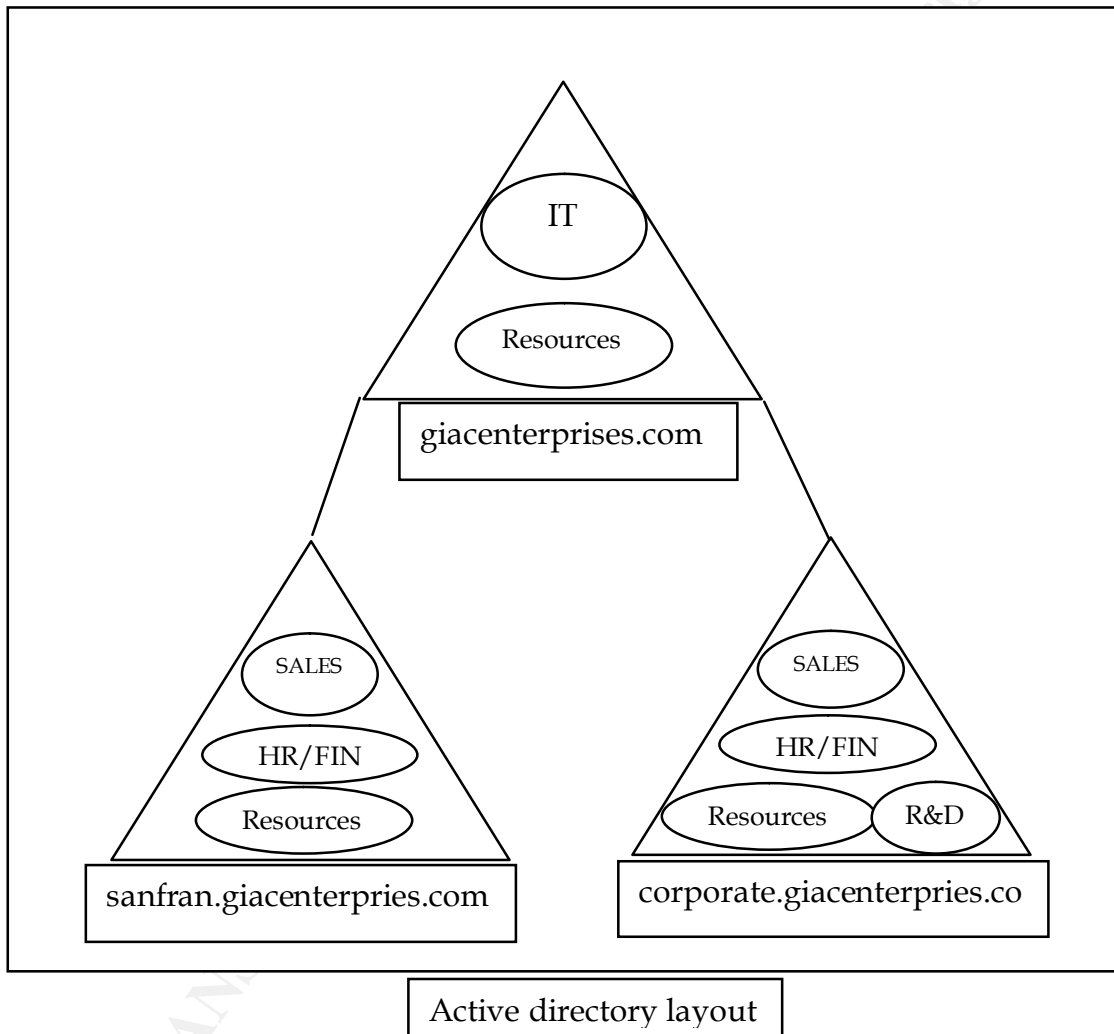 IT
Resources
giacenterprises.com
SALES
HR/FIN
Resources
sanfran.giacenterpries.com
SALES
HR/FIN
Resources
R&D
corporate.giacenterpries.co
Active directory layout